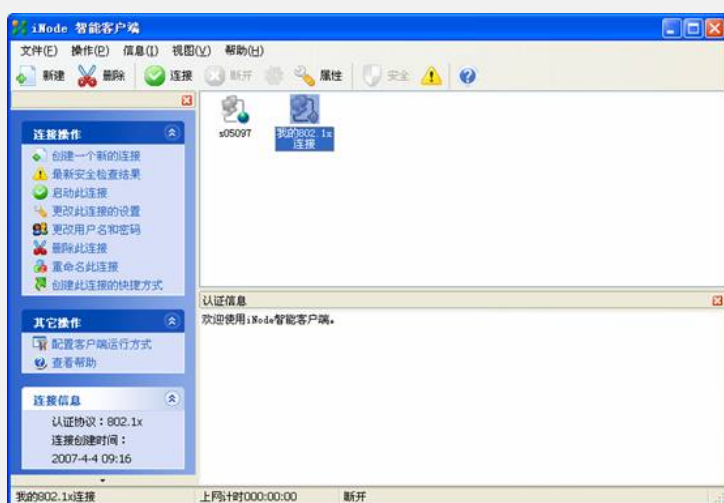 iNode 智能客户端
文件(F) 操作(P) 信息(I) 视图(V) 帮助(H)
新建 删除 连接 断开 属性 安全
连接操作
创建一个新的连接
最新安全检查结果
启动此连接
更改此连接的设置
更改用户名和密码
删除此连接
重命名此连接
创建此连接的快捷方式
其它操作
配置客户端运行方式
查看帮助
连接信息
认证协议：802.1x
连接创建时间：
2007-4-4 09:16
s05097
我的802.1x
连接
认证信息
欢迎使用iNode智能客户端。
我的802.1x连接 上网计时000:00:00 断开